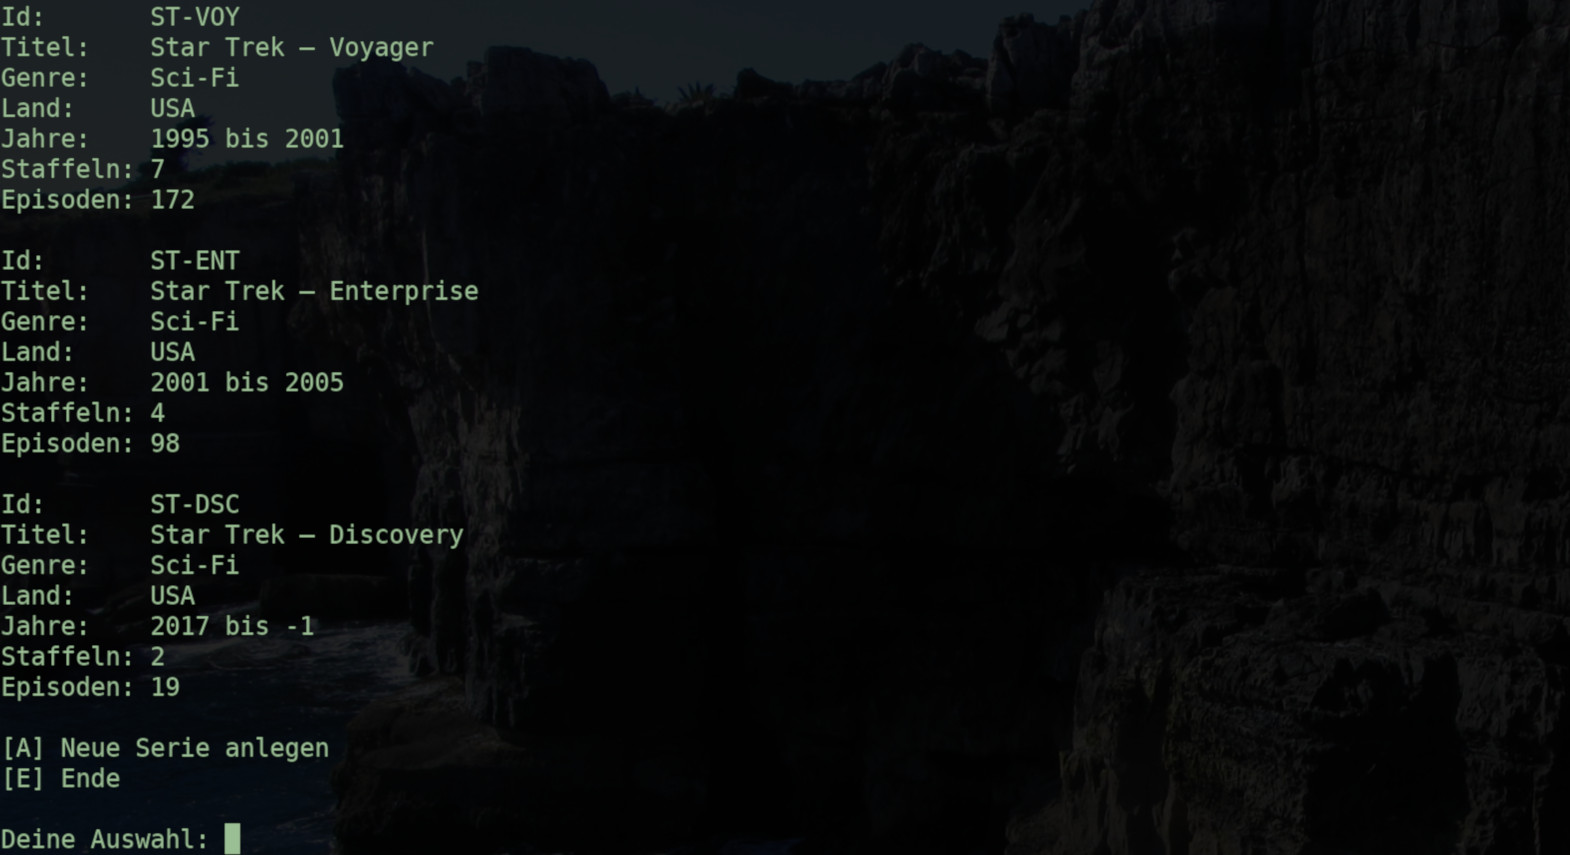 Id:       ST-VOY
Titel:    Star Trek – Voyager
Genre:    Sci-Fi
Land:     USA
Jahre:    1995 bis 2001
Staffeln: 7
Episoden: 172

Id:       ST-ENT
Titel:    Star Trek – Enterprise
Genre:    Sci-Fi
Land:     USA
Jahre:    2001 bis 2005
Staffeln: 4
Episoden: 98

Id:       ST-DSC
Titel:    Star Trek – Discovery
Genre:    Sci-Fi
Land:     USA
Jahre:    2017 bis -1
Staffeln: 2
Episoden: 19

[A] Neue Serie anlegen
[E] Ende

Deine Auswahl: